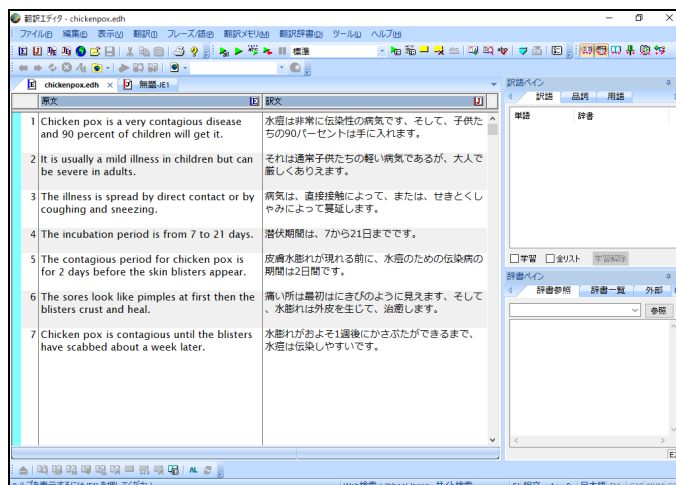 翻訳エディタ - chickenpox.edh
ファイル(F) 編集(E) 表示(V) 翻訳(T) フレーズ/語(P) 翻訳メモリ(M) 翻訳辞書(D) ツール(L) ヘルプ(H)
標準
chickenpox.edh 無題-JE1
原文 E 訳文 J
1 Chicken pox is a very contagious disease
and 90 percent of children will get it.
水痘は非常に伝染性の病気です、そして、子供た
ちの90パーセントは手に入れます。
2 It is usually a mild illness in children but can
be severe in adults.
それは通常子供たちの軽い病気であるが、大人で
厳しくありえます。
3 The illness is spread by direct contact or by
coughing and sneezing.
病気は、直接接触によって、または、せきとくし
ゃみによって蔓延します。
4 The incubation period is from 7 to 21 days.
潜伏期間は、7から21日までです。
5 The contagious period for chicken pox is
for 2 days before the skin blisters appear.
皮膚水膨れが現れる前に、水痘のための伝染病の
期間は2日間です。
6 The sores look like pimples at first then the
blisters crust and heal.
痛い所は最初はにきびのように見えます、そして
、水膨れが外皮を生じて、治癒します。
7 Chicken pox is contagious until the blisters
have scabbed about a week later.
水膨れがおよそ1週後にかさぶたができるまで、
水痘は伝染しやすいです。
訳語ペイン
訳語 品詞 用語
単語 辞書
学習 全リスト 学習解除
辞書ペイン
辞書参照 辞書一覧 外部
参照
AL